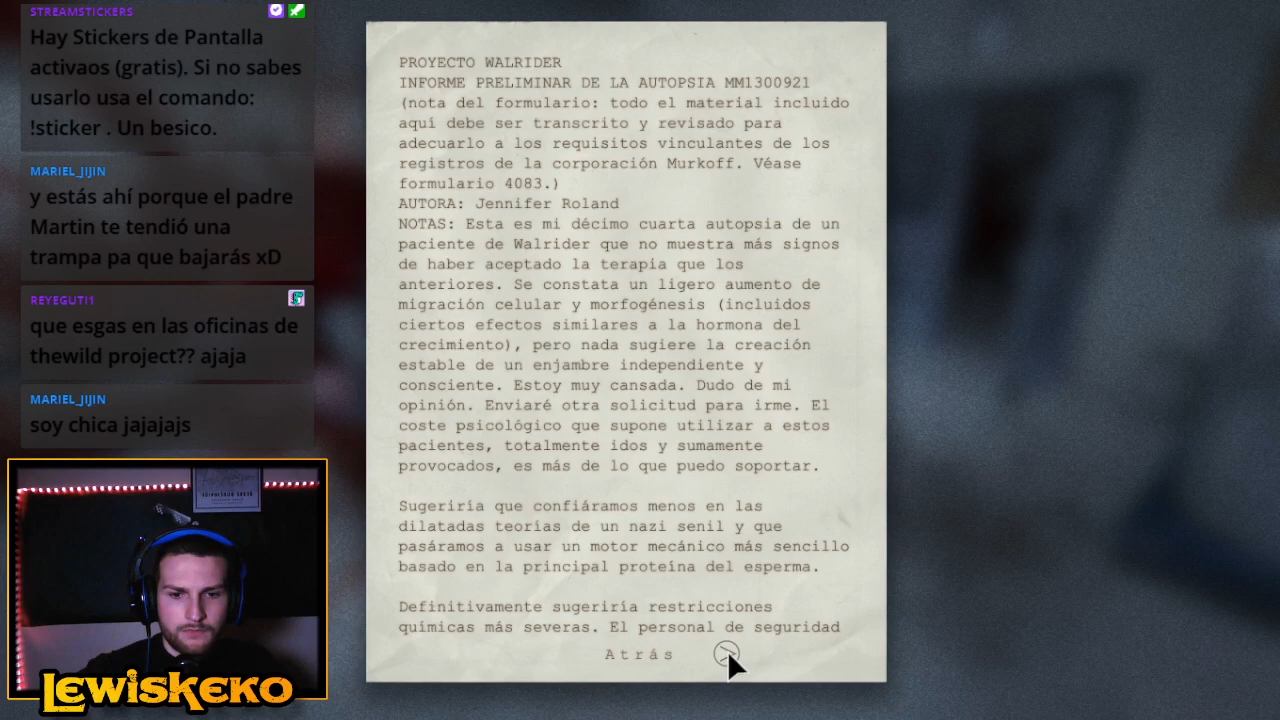 STREAMSTICKERS
Hay Stickers de Pantalla
activaos (gratis). Si no sabes
usarlo usa el comando:
!sticker . Un besico.
MARIEL_JIJIN
y estás ahí porque el padre
Martin te tendió una
trampa pa que bajarás xD
REYEGUTI1
que esgas en las oficinas de
thewild project?? ajaja
MARIEL_JIJIN
soy chica jajajajs
LEWISKEKO
PROYECTO WALRIDER
INFORME PRELIMINAR DE LA AUTOPSIA MM1300921
(nota del formulario: todo el material incluido
aquí debe ser transcrito y revisado para
adecuarlo a los requisitos vinculantes de los
registros de la corporación Murkoff. Véase
formulario 4083.)
AUTORA: Jennifer Roland
NOTAS: Esta es mi décimo cuarta autopsia de un
paciente de Walrider que no muestra más signos
de haber aceptado la terapia que los
anteriores. Se constata un ligero aumento de
migración celular y morfogénesis (incluidos
ciertos efectos similares a la hormona del
crecimiento), pero nada sugiere la creación
estable de un enjambre independiente y
consciente. Estoy muy cansada. Dudo de mi
opinión. Enviaré otra solicitud para irme. El
coste psicológico que supone utilizar a estos
pacientes, totalmente idos y sumamente
provocados, es más de lo que puedo soportar.
Sugeriría que confiáramos menos en las
dilatadas teorías de un nazi senil y que
pasáramos a usar un motor mecánico más sencillo
basado en la principal proteína del esperma.
Definitivamente sugeriría restricciones
químicas más severas. El personal de seguridad
Atrás